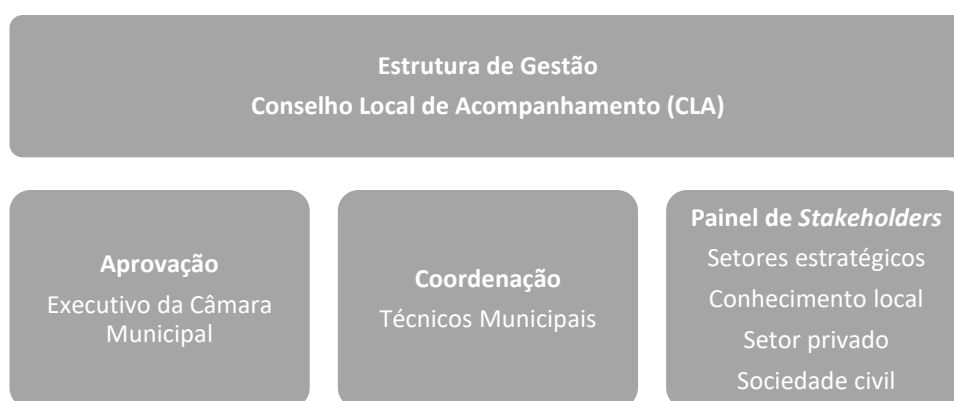 Estrutura de Gestão
Conselho Local de Acompanhamento (CLA)
Aprovação
Executivo da Câmara
Municipal
Coordenação
Técnicos Municipais
Painel de Stakeholders
Setores estratégicos
Conhecimento local
Setor privado
Sociedade civil